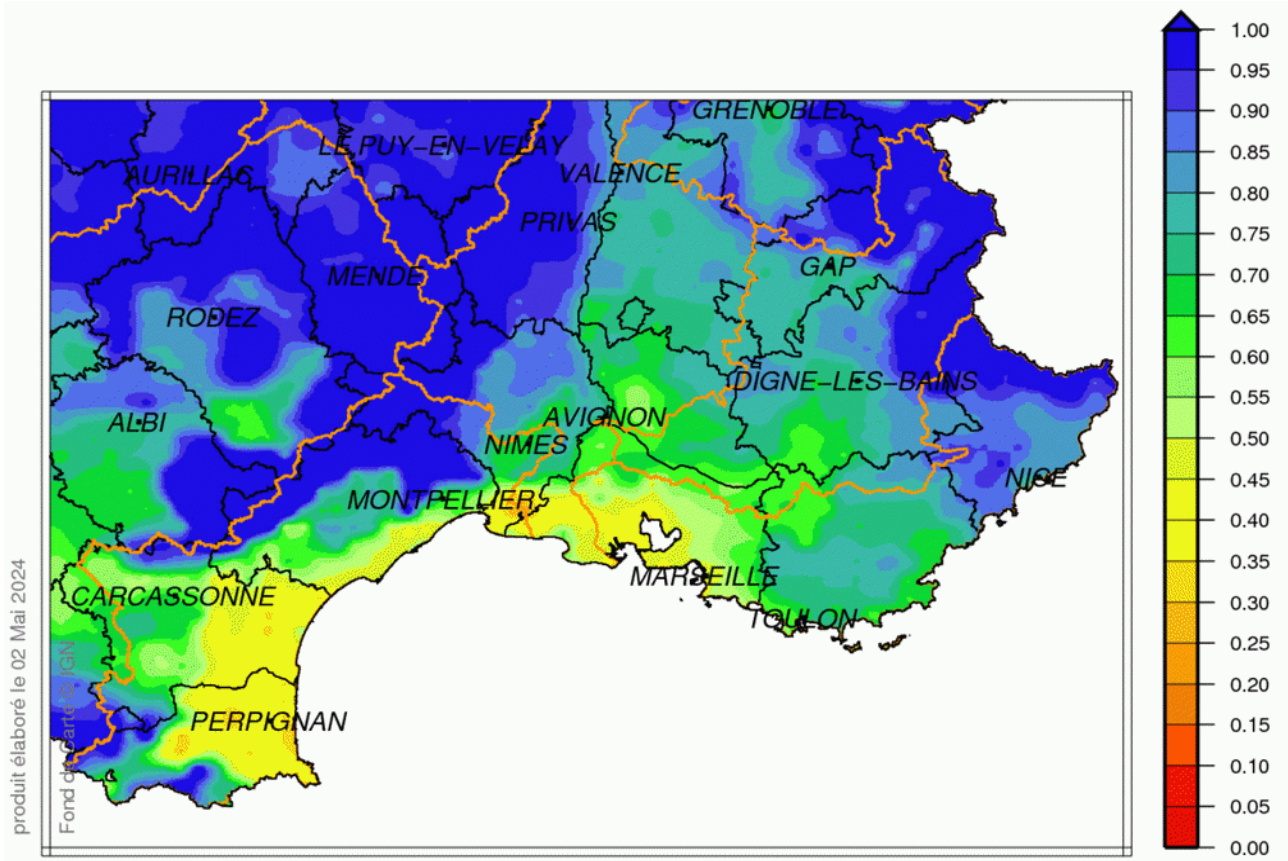 1.00
0.95
0.90
0.85
0.80
0.75
0.70
0.65
0.60
0.55
0.50
0.45
0.40
0.35
0.30
0.25
0.20
0.15
0.10
0.05
0.00
GRENOBLE
LE PUY-EN-VELAY
AURILLAC
VALENCE
PRIVAS
GAP
MENDE
RODEZ
DIGNE-LES-BAINS
AVIGNON
ALBI
NIMES
NICE
MONTPELLIER
MARSEILLE
CARCASSONNE
TOULON
PERPIGNAN
produit élaboré le 02 Mai 2024
Fond de Carte © IGN